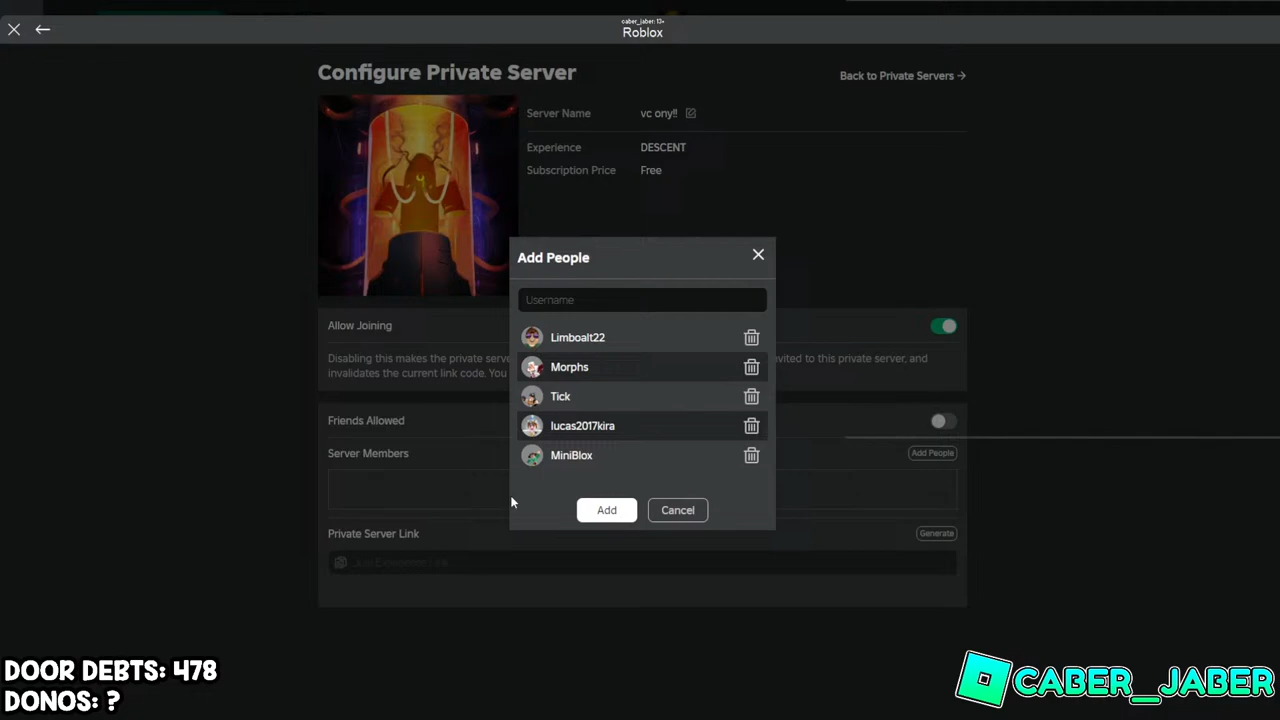 caber_jaber: 13+
Roblox
Configure Private Server
Back to Private Servers →
Server Name
vc ony!!
Experience
DESCENT
Subscription Price
Free
Add People
Username
Limboalt22
Morphs
Tick
lucas2017kira
MiniBlox
Add
Cancel
Allow Joining
Disabling this makes the private serve
vited to this private server, and
invalidates the current link code. You
Friends Allowed
Server Members
Add People
Private Server Link
Generate
DOOR DEBTS: 478
DONOS: ?
CABER_JABER